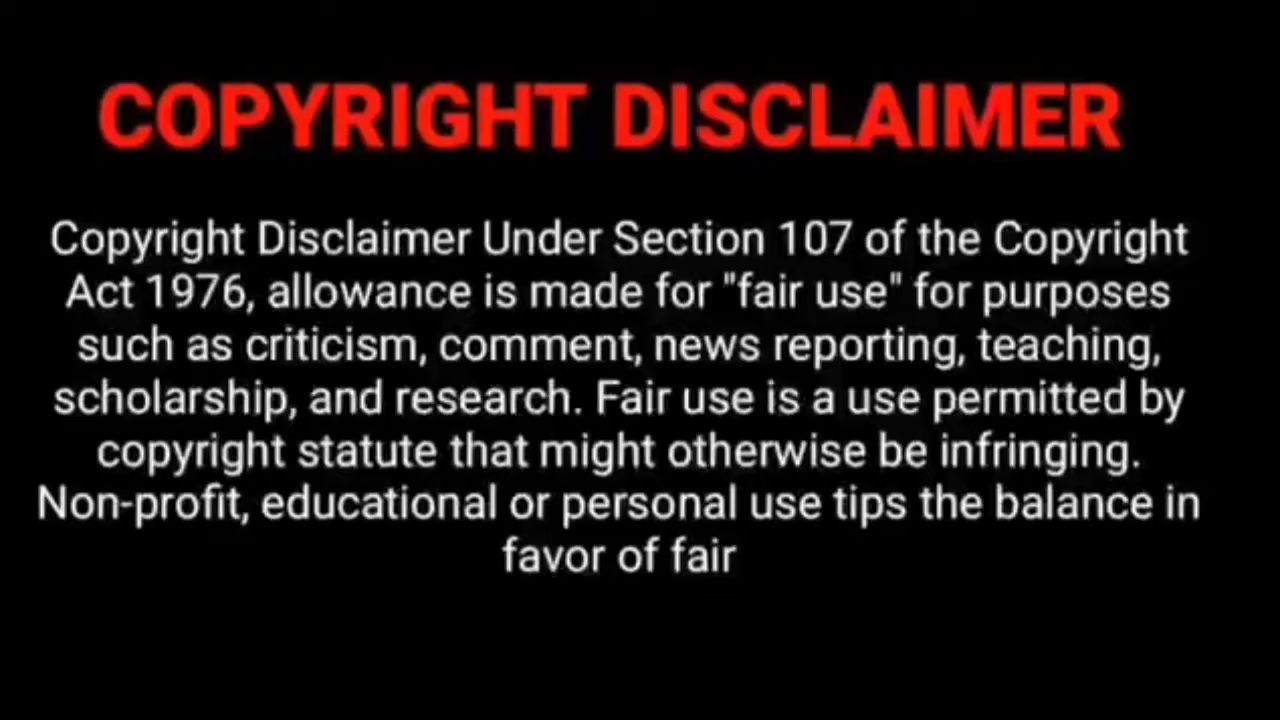 COPYRIGHT DISCLAIMER
Copyright Disclaimer Under Section 107 of the Copyright
Act 1976, allowance is made for "fair use" for purposes
such as criticism, comment, news reporting, teaching,
scholarship, and research. Fair use is a use permitted by
copyright statute that might otherwise be infringing.
Non-profit, educational or personal use tips the balance in
favor of fair